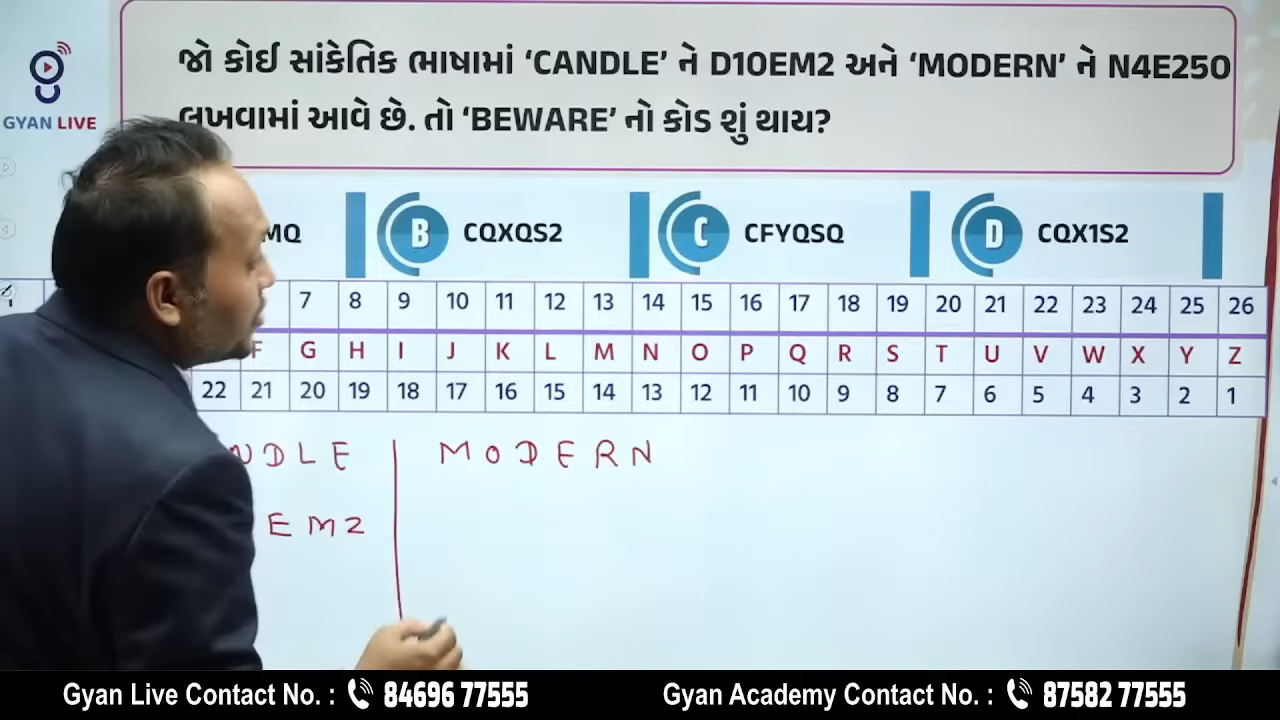 GYAN LIVE
જો કોઈ સાંકેતિક ભાષામાં ‘CANDLE’ ને D1OEM2 અને ‘MODERN’ ને N4E25O
લખવામાં આવે છે. તો ‘BEWARE’ નો કોડ શું થાય?
MQ
B CQXQS2
C CFYQSQ
D CQX1S2
7 8 9 10 11 12 13 14 15 16 17 18 19 20 21 22 23 24 25 26
F G H I J K L M N O P Q R S T U V W X Y Z
22 21 20 19 18 17 16 15 14 13 12 11 10 9 8 7 6 5 4 3 2 1
NDLE MODERN
EM2
Gyan Live Contact No. : 84696 77555
Gyan Academy Contact No. : 87582 77555